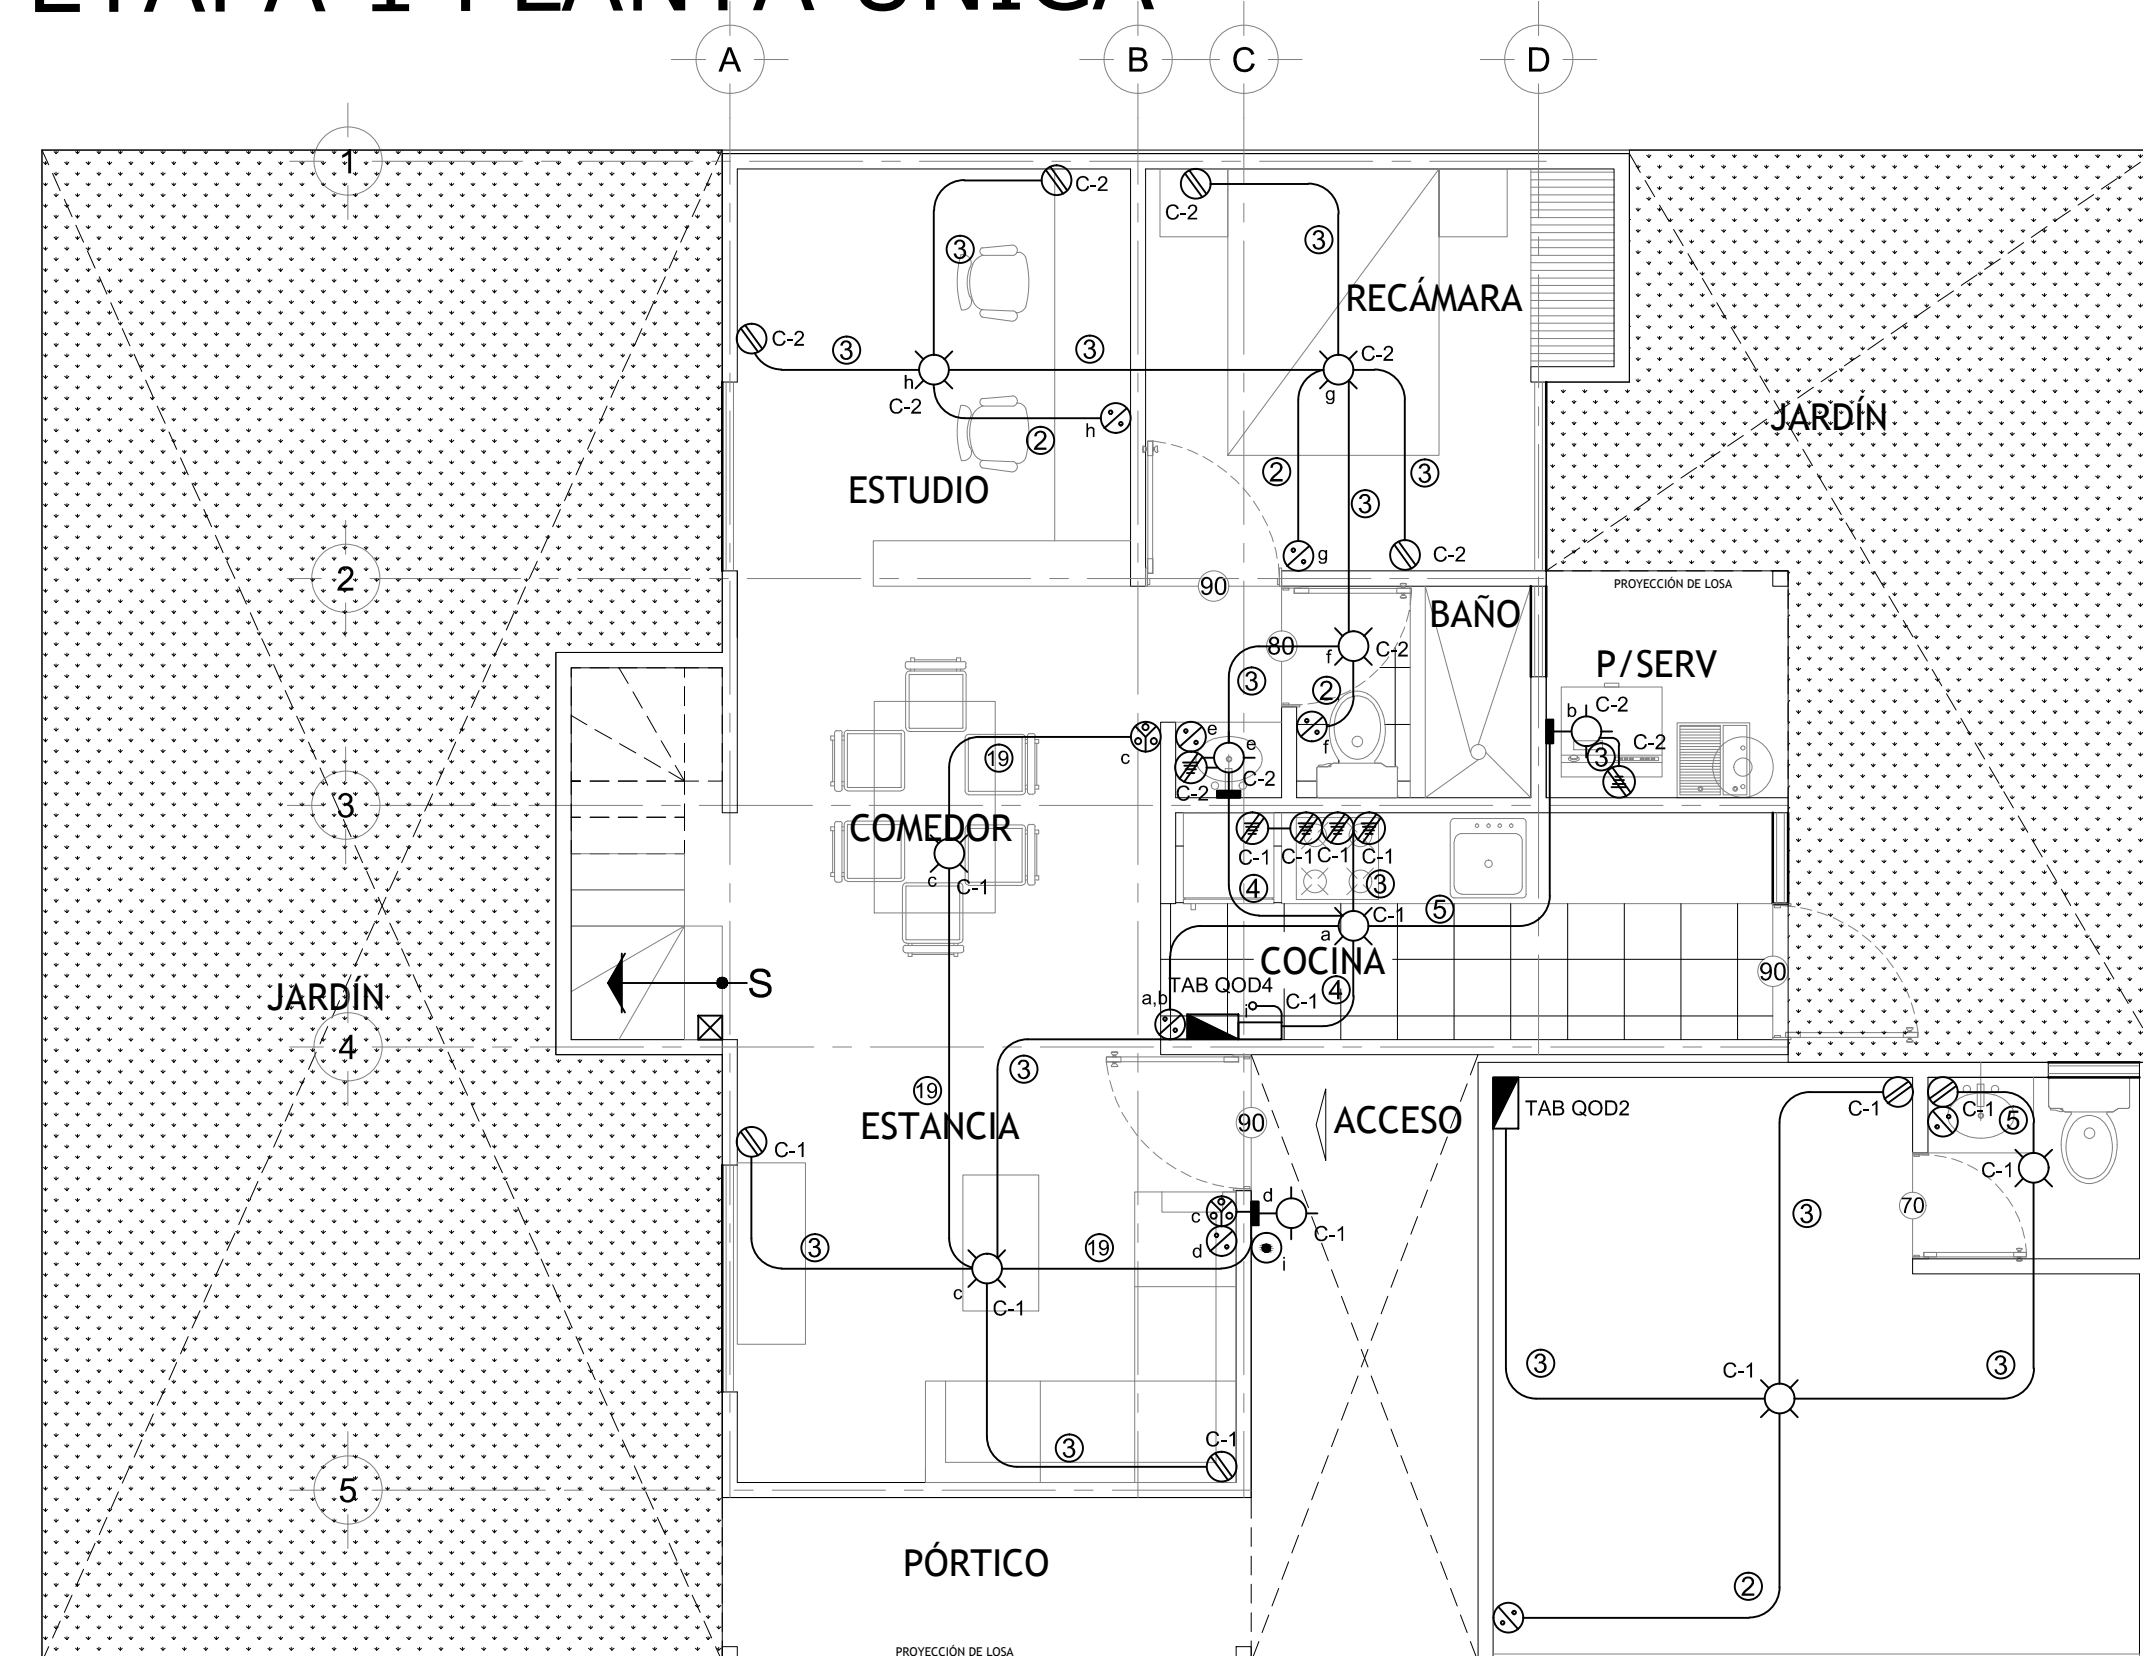 ETAPA 1 PLANTA ÚNICA
A
B
C
D
1
C-2
C-2
3
3
RECÁMARA
C-2
3
3
C-2
h
C-2
g
JARDÍN
h
2
ESTUDIO
2
3
3
g
C-2
2
90
PROYECCIÓN DE LOSA
BAÑO
80
f
C-2
P/SERV
3
2
b
C-2
e
e
f
c
19
C-2
3
C-2
C-2
3
COMEDOR
C-1
C-1
C-1
C-1
c
C-1
4
3
C-1
5
a
COCINA
90
S
TAB QOD4
JARDÍN
a,b
i
C-1
4
4
3
19
TAB QOD2
C-1
C-1
5
ESTANCIA
90
ACCESO
C-1
C-1
70
d
c
C-1
3
3
19
d
i
c
C-1
3
C-1
3
C-1
3
5
PÓRTICO
2
PROYECCIÓN DE LOSA